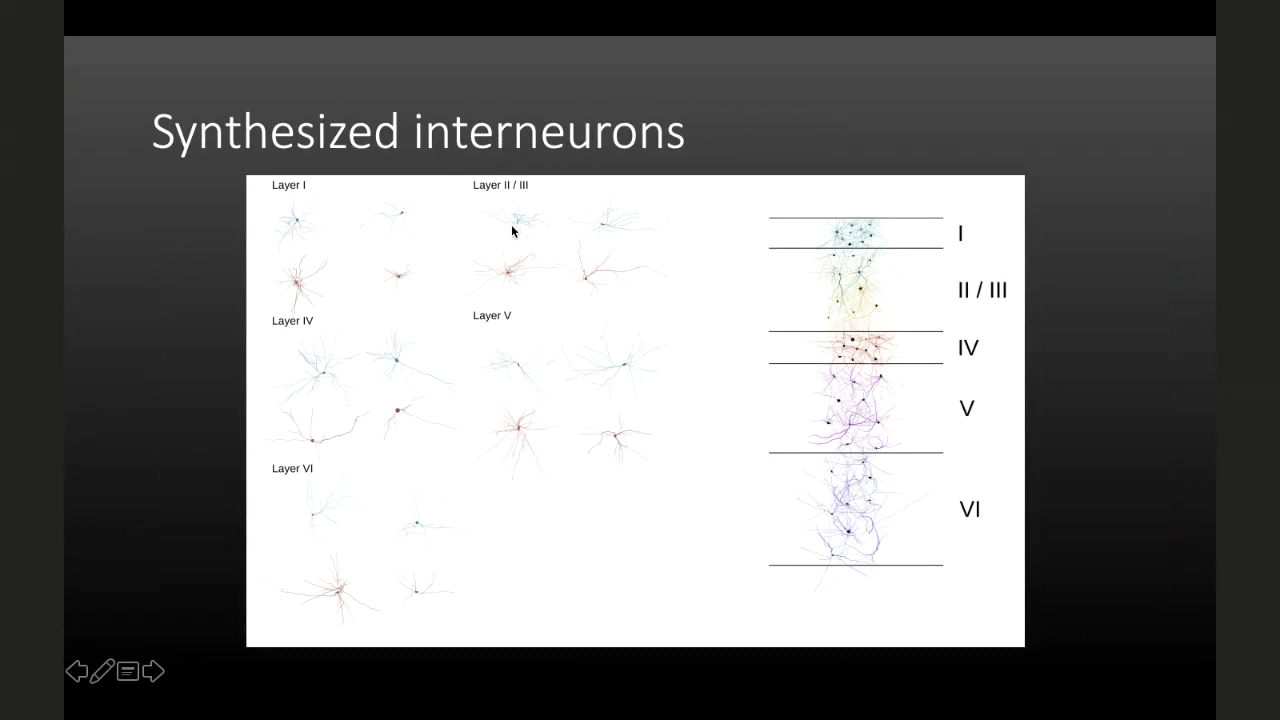 Synthesized interneurons
Layer I
Layer II / III
Layer IV
Layer V
Layer VI
I
II / III
IV
V
VI